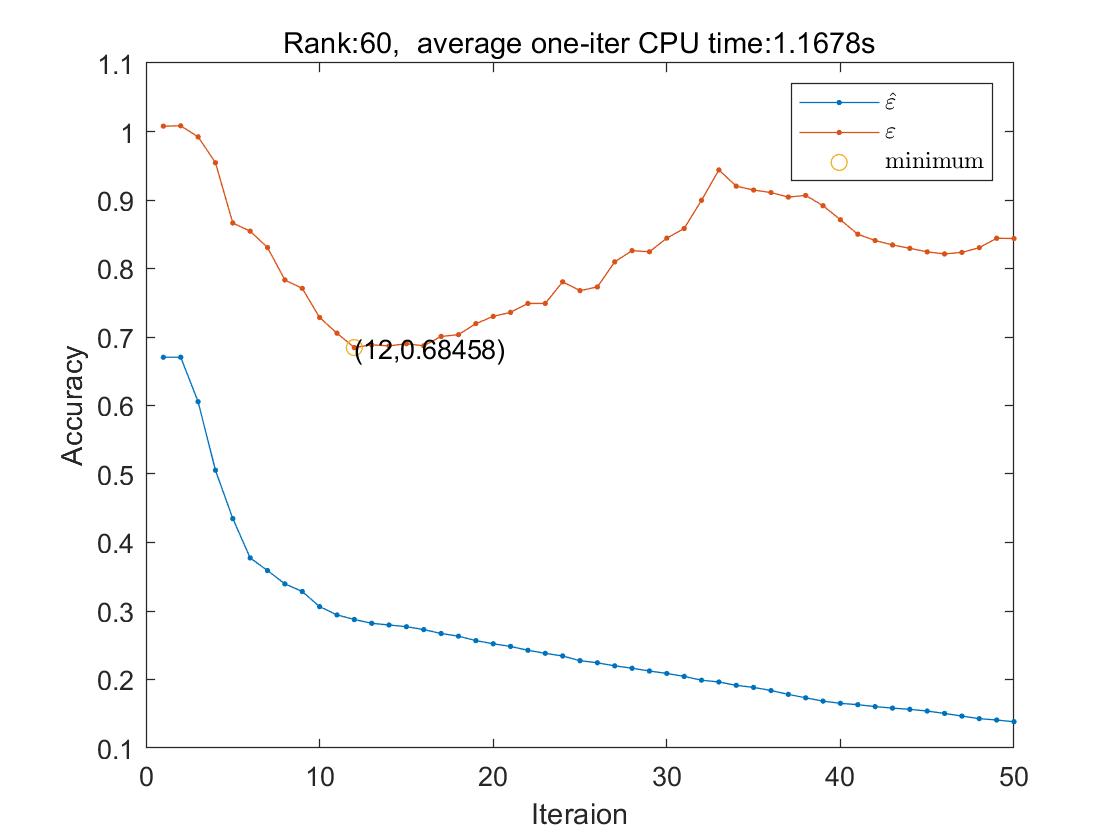 Rank:60,  average one-iter CPU time:1.1678s
1.1
1
0.9
0.8
0.7
0.6
0.5
0.4
0.3
0.2
0.1
Accuracy
ε̂
ε
minimum
(12,0.68458)
0 10 20 30 40 50
Iteraion